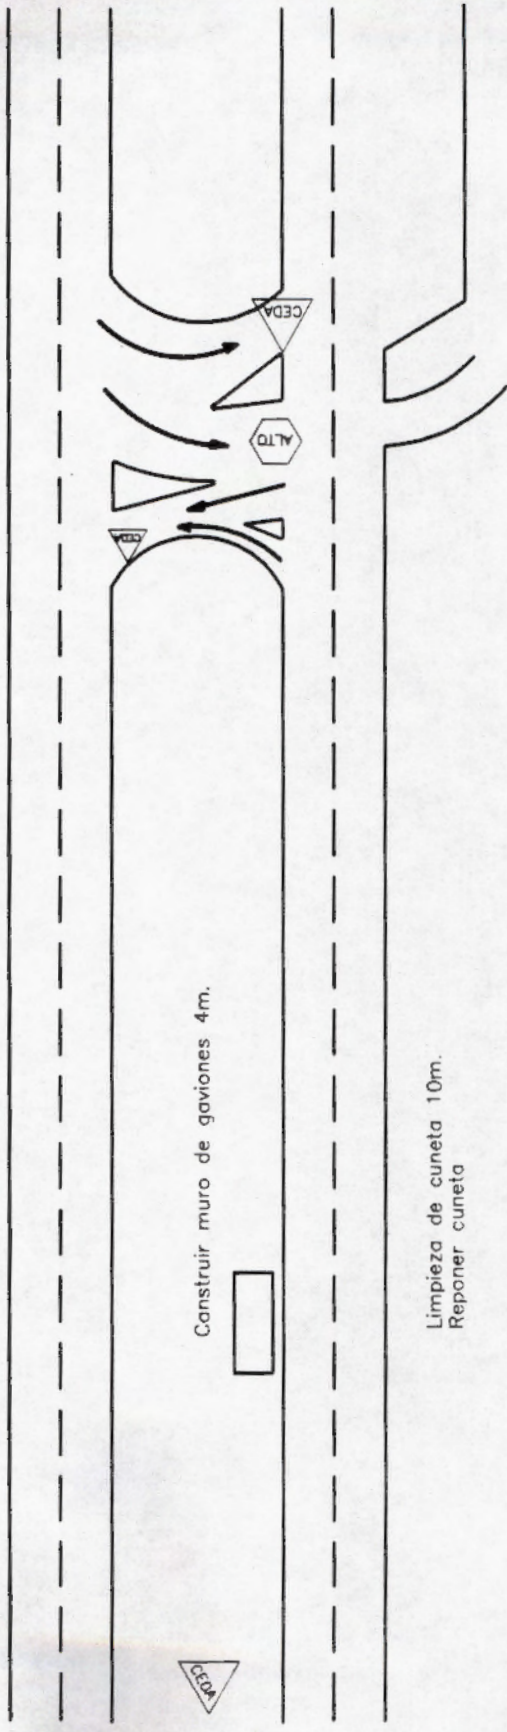 CEDA
ALTO
CEDA
Construir muro de gaviones 4m.
Limpieza de cuneta 10m.
Reponer cuneta
CEDA